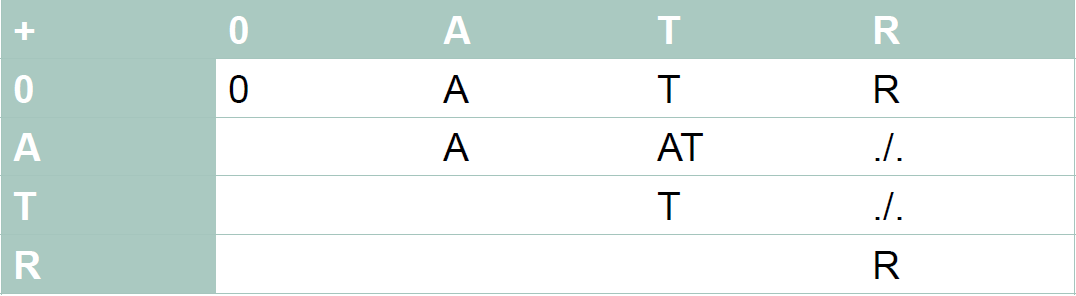 + 0 A T R
0 0 A T R
A A AT ./.
T T ./.
R R